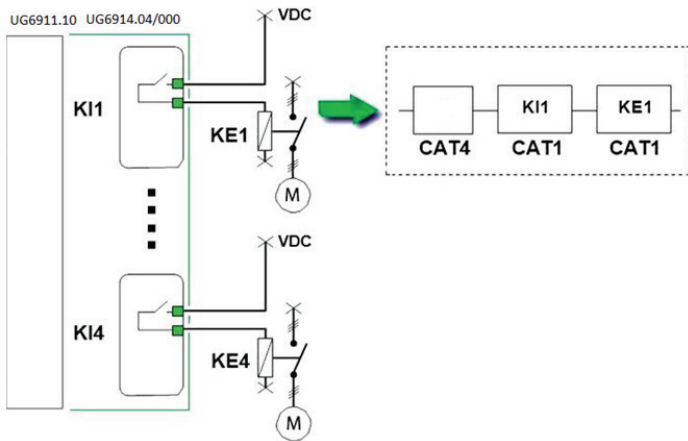 UG6911.10 UG6914.04/000
VDC
KI1
KE1
M
KI1
KE1
CAT4
CAT1
CAT1
VDC
KI4
KE4
M